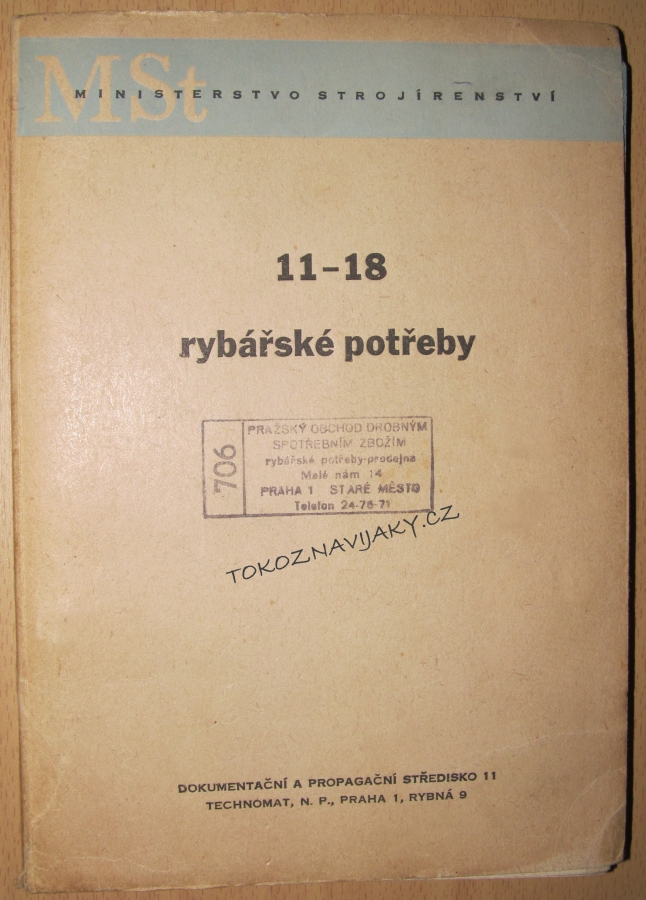 MSt
MINISTERSTVO STROJÍRENSTVÍ
11-18
rybářské potřeby
706
PRAŽSKÝ OBCHOD DROBNÝM
SPOTŘEBNÍM ZBOŽÍM
rybářské potřeby-prodejna
Malé nám 14
PRAHA 1 STARÉ MĚSTO
Telefon 24-76-71
TOKOZNAVIJAKY.CZ
DOKUMENTAČNÍ A PROPAGAČNÍ STŘEDISKO 11
TECHNOMAT, N. P., PRAHA 1, RYBNÁ 9